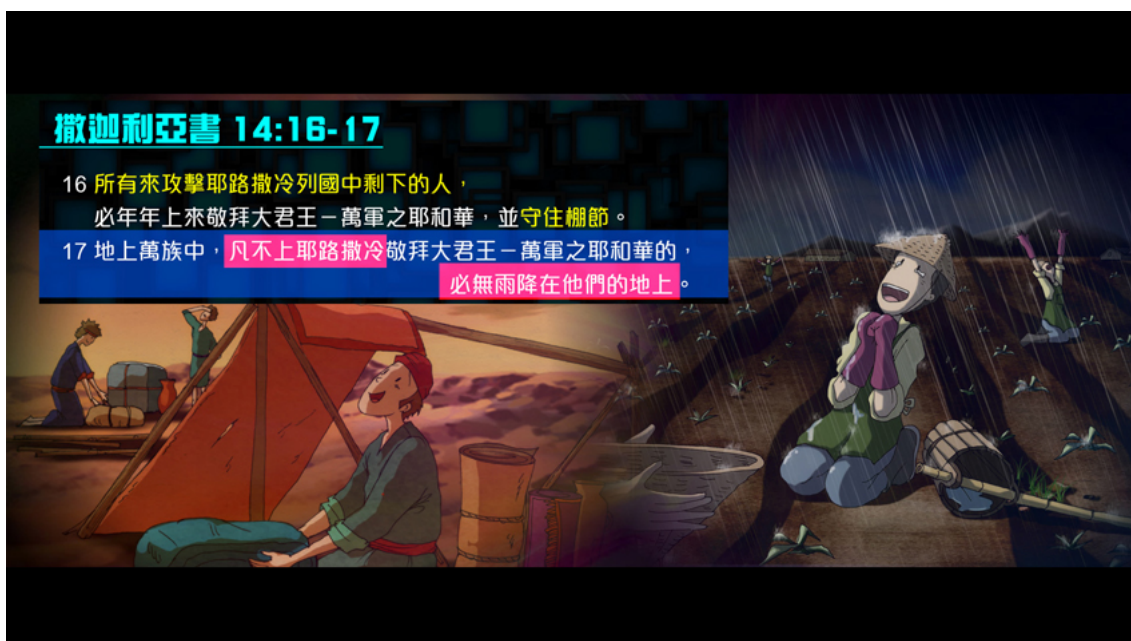 撒迦利亞書 14:16-17
16 所有來攻擊耶路撒冷列國中剩下的人，
必年年上來敬拜大君王－萬軍之耶和華，並守住棚節。
17 地上萬族中，凡不上耶路撒冷敬拜大君王－萬軍之耶和華的，
必無雨降在他們的地上。